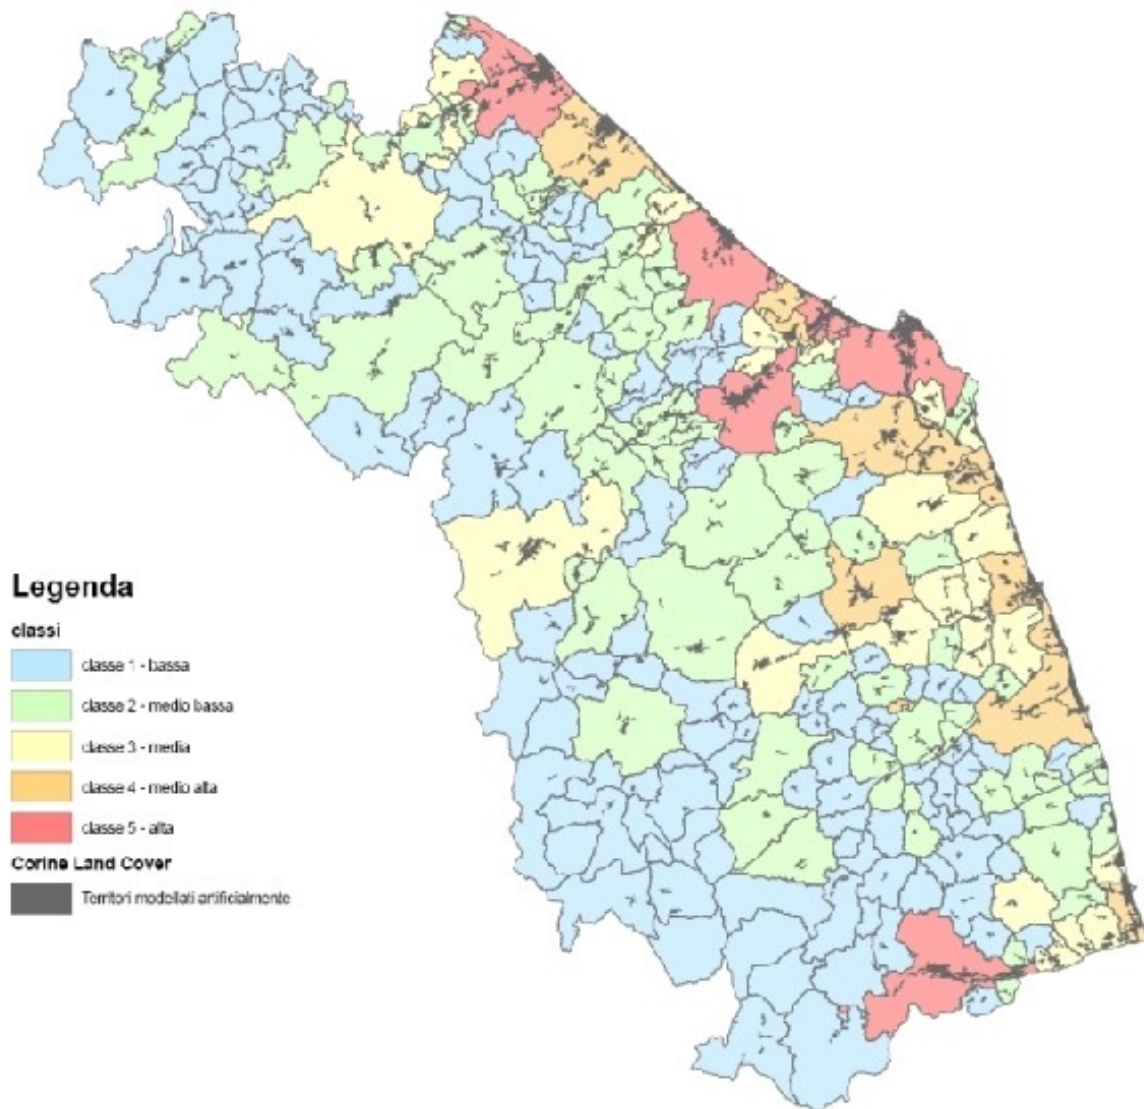 Legenda
classi
classe 1 - bassa
classe 2 - medio bassa
classe 3 - media
classe 4 - medio alta
classe 5 - alta
Corine Land Cover
Territori modellati artificialmente